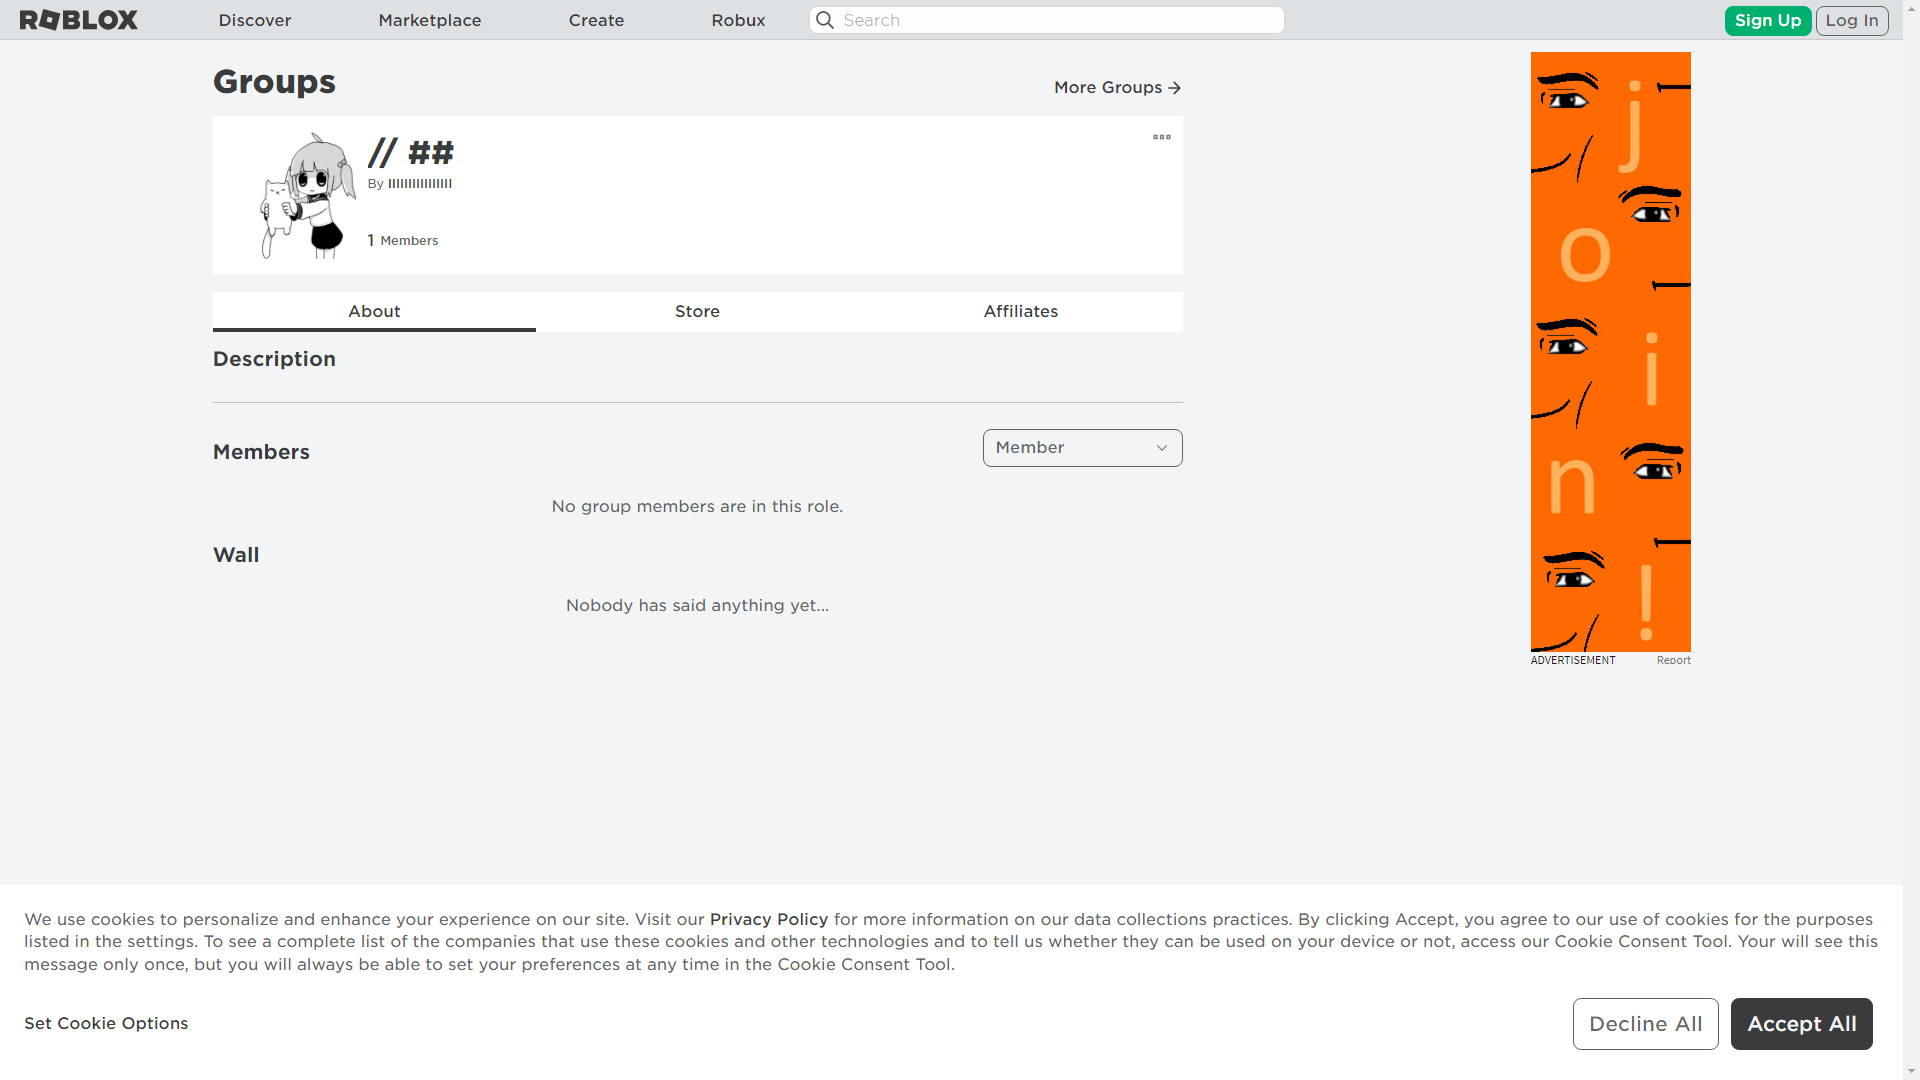 ROBLOX Discover Marketplace Create Robux Search Sign Up Log In
Groups
More Groups
// ##
By
1 Members
About Store Affiliates
Description
Members
Member
No group members are in this role.
Wall
Nobody has said anything yet...
j
o
i
n
!
ADVERTISEMENT Report
We use cookies to personalize and enhance your experience on our site. Visit our Privacy Policy for more information on our data collections practices. By clicking Accept, you agree to our use of cookies for the purposes
listed in the settings. To see a complete list of the companies that use these cookies and other technologies and to tell us whether they can be used on your device or not, access our Cookie Consent Tool. Your will see this
message only once, but you will always be able to set your preferences at any time in the Cookie Consent Tool.
Set Cookie Options
Decline All Accept All